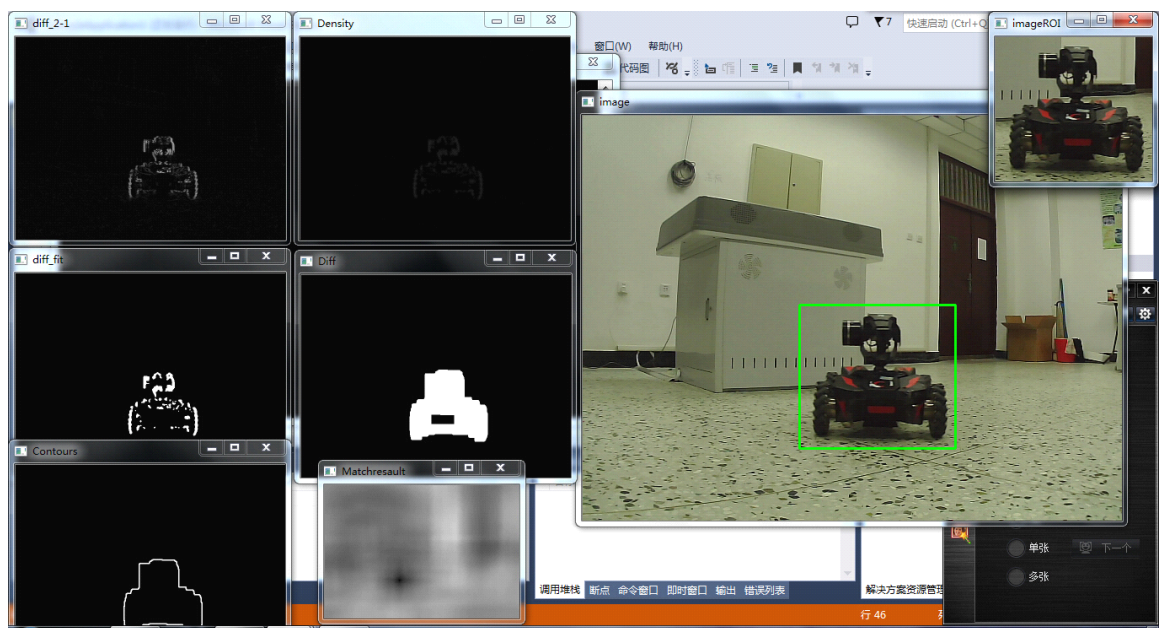 diff_2-1
Density
7
快速启动 (Ctrl+Q
imageROI
窗口(W) 帮助(H)
代码图
image
diff_fit
Diff
Contours
Matchresault
单张
下一个
多张
调用堆栈 断点 命令窗口 即时窗口 输出 错误列表
解决方案资源管理
行 46